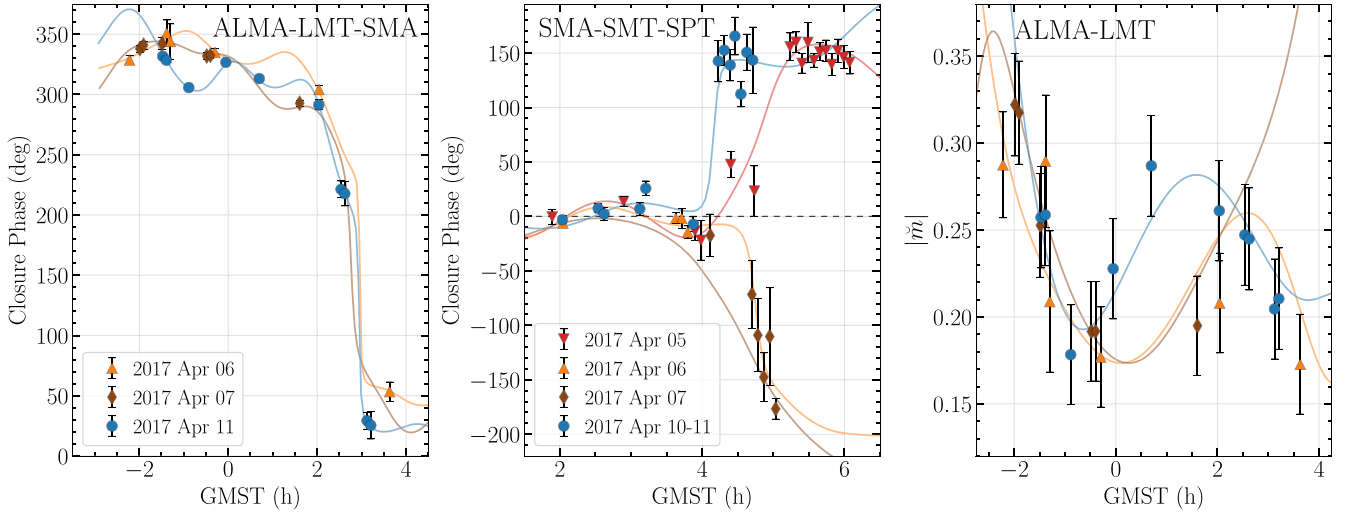 ALMA-LMT-SMA
Closure Phase (deg)
350
300
250
200
150
100
50
0
2017 Apr 06
2017 Apr 07
2017 Apr 11
−2
0
2
4
GMST (h)
SMA-SMT-SPT
Closure Phase (deg)
150
100
50
0
−50
−100
−150
−200
2017 Apr 05
2017 Apr 06
2017 Apr 07
2017 Apr 10-11
2
4
6
GMST (h)
ALMA-LMT
|m̆|
0.35
0.30
0.25
0.20
0.15
−2
0
2
4
GMST (h)